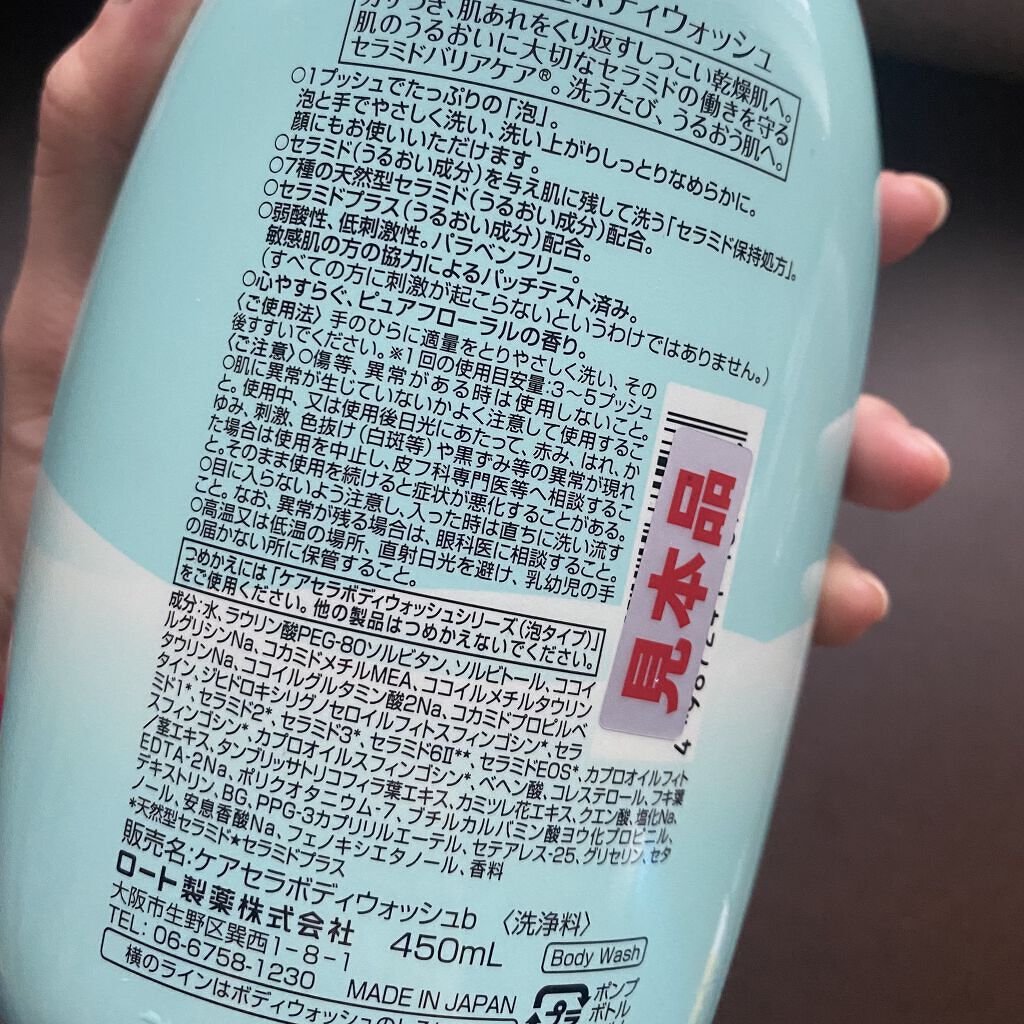 ボディウォッシュ
カサつき、肌あれをくり返すしつこい乾燥肌へ。
肌のうるおいに大切なセラミドの働きを守る
セラミドバリアケア®。洗うたび、うるおう肌へ。
○1プッシュでたっぷりの「泡」。
泡と手でやさしく洗い、洗い上がりしっとりなめらかに。
顔にもお使いいただけます。
○セラミド(うるおい成分)を与え肌に残して洗う「セラミド保持処方」。
○7種の天然型セラミド(うるおい成分)配合。
○セラミドプラス(うるおい成分)配合。
○弱酸性、低刺激性。パラベンフリー。
敏感肌の方の協力によるパッチテスト済み。
(すべての方に刺激が起こらないというわけではありません。)
○心やすらぐ、ピュアフローラルの香り。
〈ご使用法〉手のひらに適量をとりやさしく洗い、その
後すすいでください。※1回の使用目安量:3~5プッシュ
〈ご注意〉○傷等、異常がある時は使用しないこと。
○肌に異常が生じていないかよく注意して使用するこ
と。使用中、又は使用後日光にあたって、赤み、はれ、か
ゆみ、刺激、色抜け(白斑等)や黒ずみ等の異常が現れ
た場合は使用を中止し、皮フ科専門医等へ相談するこ
と。そのまま使用を続けると症状が悪化することがある。
○目に入らないよう注意し、入った時は直ちに洗い流す
こと。なお、異常が残る場合は、眼科医に相談すること。
○高温又は低温の場所、直射日光を避け、乳幼児の手
の届かない所に保管すること。
つめかえには「ケアセラボディウォッシュシリーズ(泡タイプ)」
をご使用ください。他の製品はつめかえないでください。
成分:水、ラウリン酸PEG-80ソルビタン、ソルビトール、ココイ
ルグリシンNa、コカミドメチルMEA、ココイルメチルタウリン
タウリンNa、ココイルグルタミン酸2Na、コカミドプロピルベ
タイン、ジヒドロキシリグノセロイルフィトスフィンゴシン*、セラ
ミド1*、セラミド2*、セラミド3*、セラミド6Ⅱ**、セラミドEOS*、カプロオイルフィト
スフィンゴシン*、カプロオイルスフィンゴシン*、ベヘン酸、コレステロール、フキ葉
/茎エキス、タンブリッサトリコフィラ葉エキス、カミツレ花エキス、クエン酸、塩化Na、
EDTA-2Na、ポリクオタニウム-7、ブチルカルバミン酸ヨウ化プロピニル、
デキストリン、BG、PPG-3カプリリルエーテル、セテアレス-25、グリセリン、セタ
ノール、安息香酸Na、フェノキシエタノール、香料
*天然型セラミド★セラミドプラス
販売名:ケアセラボディウォッシュb 〈洗浄料〉
ロート製薬株式会社 450mL Body Wash
大阪市生野区巽西1-8-1
TEL: 06-6758-1230 MADE IN JAPAN
横のラインはボディウォッシュの
プラ
ポンプ
ボトル
見本品